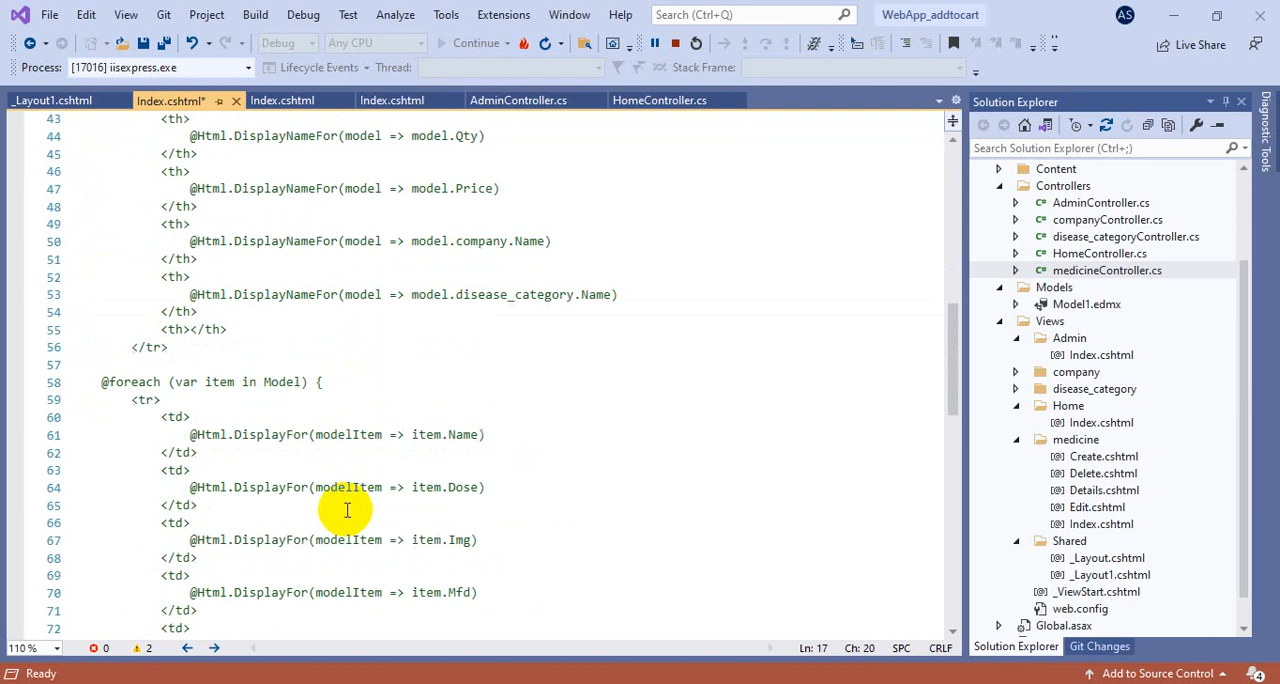 File Edit View Git Project Build Debug Test Analyze Tools Extensions Window Help Search (Ctrl+Q) WebApp_addtocart AS
Debug Any CPU Continue Live Share
Process: [17016] iisexpress.exe Lifecycle Events Thread: Stack Frame:
_Layout1.cshtml Index.cshtml* Index.cshtml Index.cshtml AdminController.cs HomeController.cs
43 <th>
44 @Html.DisplayNameFor(model => model.Qty)
45 </th>
46 <th>
47 @Html.DisplayNameFor(model => model.Price)
48 </th>
49 <th>
50 @Html.DisplayNameFor(model => model.company.Name)
51 </th>
52 <th>
53 @Html.DisplayNameFor(model => model.disease_category.Name)
54 </th>
55 <th></th>
56 </tr>
57
58 @foreach (var item in Model) {
59 <tr>
60 <td>
61 @Html.DisplayFor(modelItem => item.Name)
62 </td>
63 <td>
64 @Html.DisplayFor(modelItem => item.Dose)
65 </td>
66 <td>
67 @Html.DisplayFor(modelItem => item.Img)
68 </td>
69 <td>
70 @Html.DisplayFor(modelItem => item.Mfd)
71 </td>
72 <td>
110 % 0 2 Ln: 17 Ch: 20 SPC CRLF
Solution Explorer
Search Solution Explorer (Ctrl+;)
Content
Controllers
AdminController.cs
companyController.cs
disease_categoryController.cs
HomeController.cs
medicineController.cs
Models
Model1.edmx
Views
Admin
Index.cshtml
company
disease_category
Home
Index.cshtml
medicine
Create.cshtml
Delete.cshtml
Details.cshtml
Edit.cshtml
Index.cshtml
Shared
_Layout.cshtml
_Layout1.cshtml
_ViewStart.cshtml
web.config
Global.asax
Solution Explorer Git Changes
Diagnostic Tools
Ready Add to Source Control 4